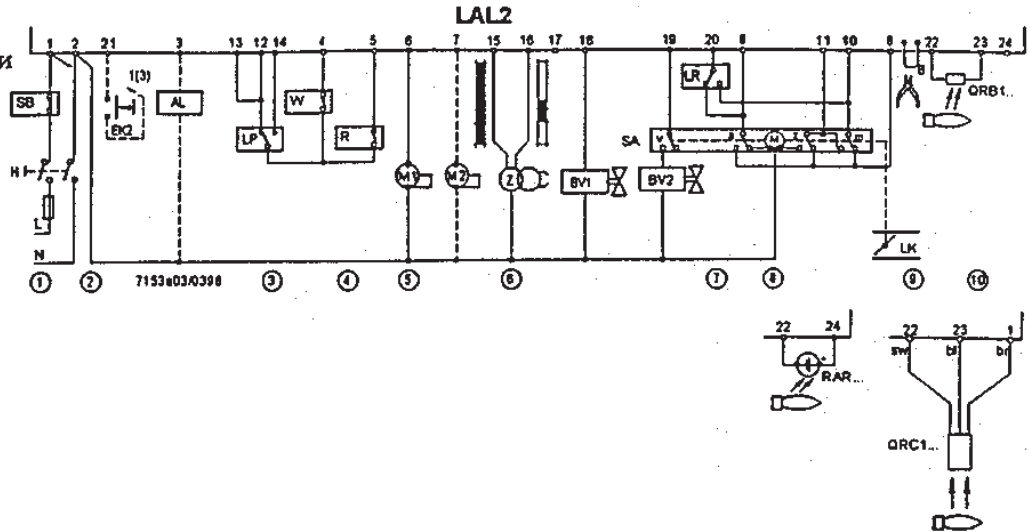 LAL2
1 2 21 3 13 12 14 4 5 6 7 15 16 17 18 19 20 8 11 10 8 22 23 24
1(3)
SB EK2 AL W LP R LR QRB1..
H
M1 M2 Z BV1 BV2 SA M
L
N
LK
1 2 7153a03/0398 3 4 5 6 7 8 9 10
22 24
RAR...
22 23 1
sw bl br
QRC1...